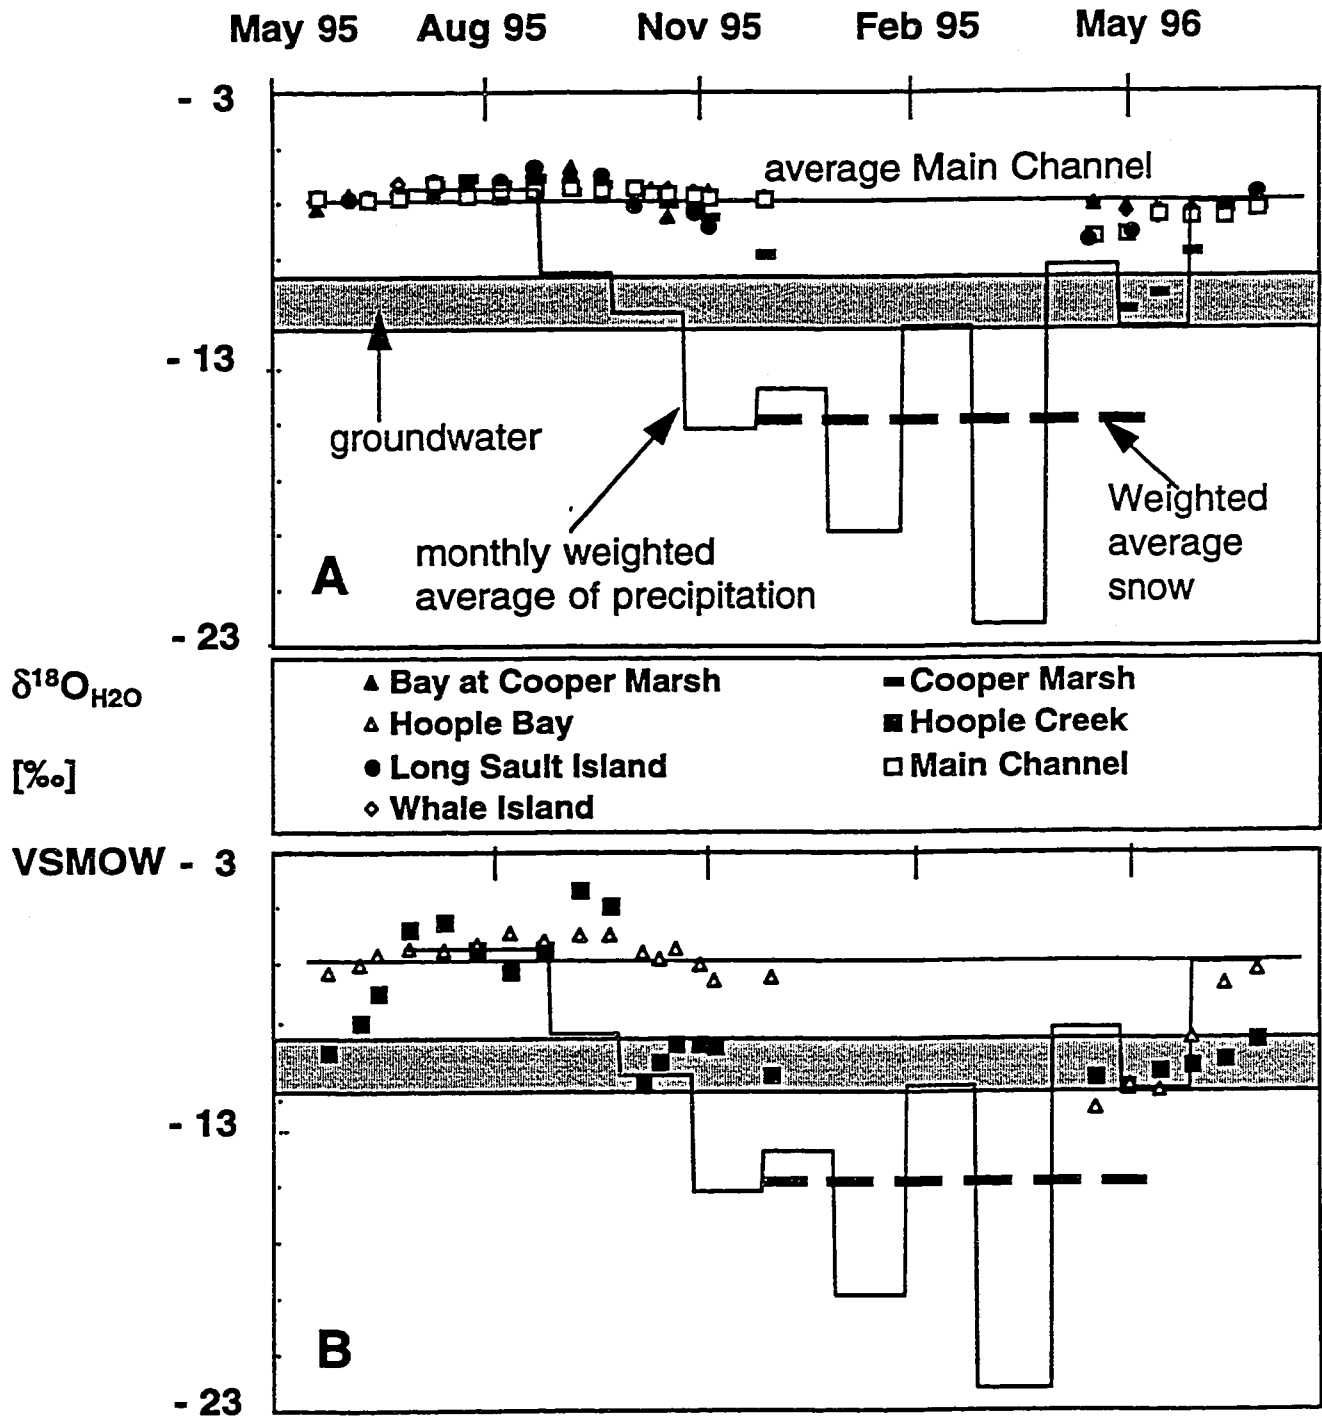 May 95 Aug 95 Nov 95 Feb 95 May 96
- 3
average Main Channel
- 13
groundwater
monthly weighted
average of precipitation
Weighted
average
snow
A
- 23
δ¹⁸O_H2O
[‰]
▲ Bay at Cooper Marsh
△ Hoople Bay
● Long Sault Island
◇ Whale Island
Cooper Marsh
■ Hoople Creek
□ Main Channel
VSMOW - 3
- 13
B
- 23